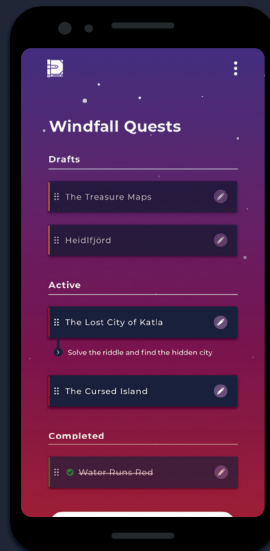 Windfall Quests
Drafts
The Treasure Maps
Heidlfjörd
Active
The Lost City of Katla
Solve the riddle and find the hidden city
The Cursed Island
Completed
Water Runs Red